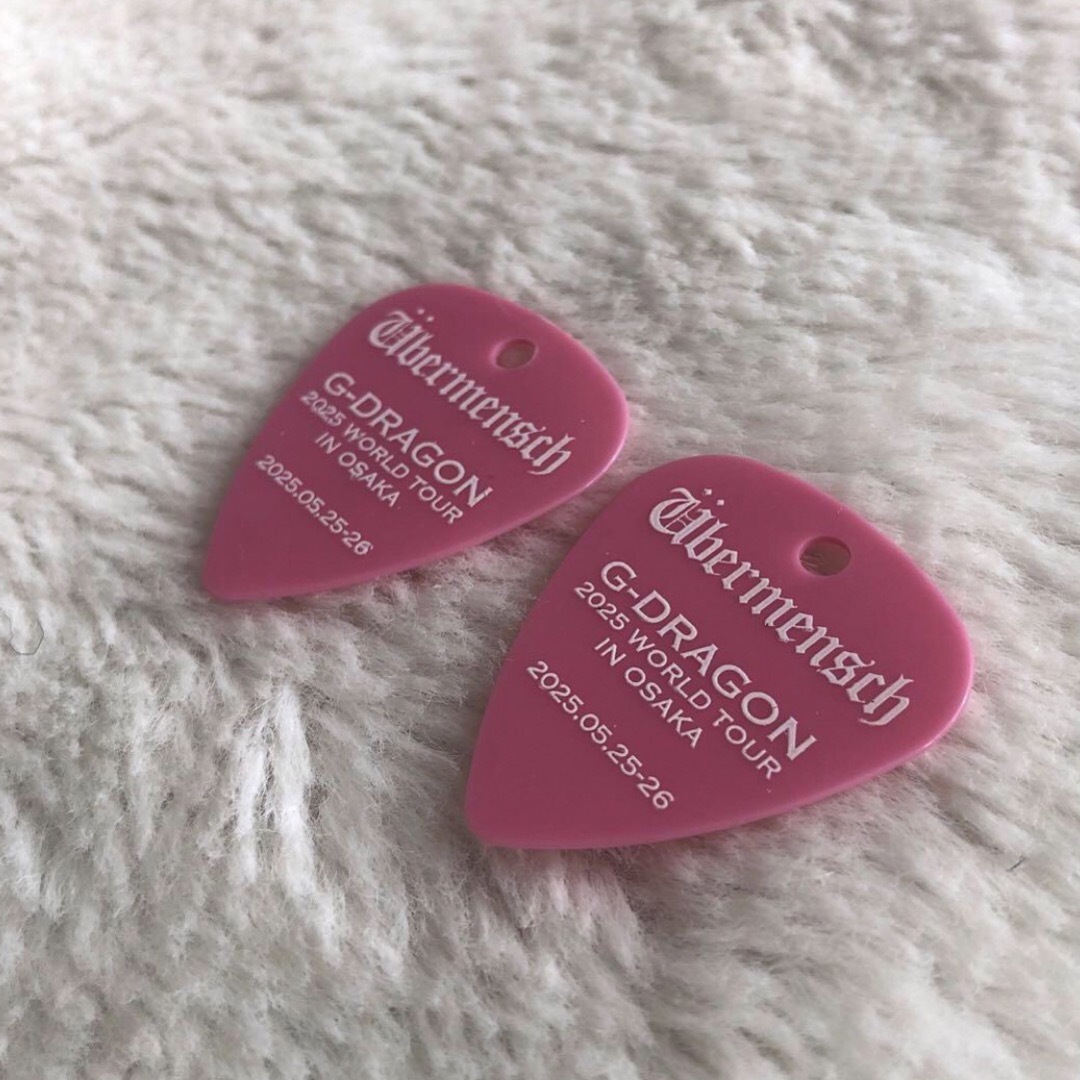 Übermensch
G-DRAGON
2025 WORLD TOUR
IN OSAKA
2025.05.25-26
Übermensch
G-DRAGON
2025 WORLD TOUR
IN OSAKA
2025.05.25-26